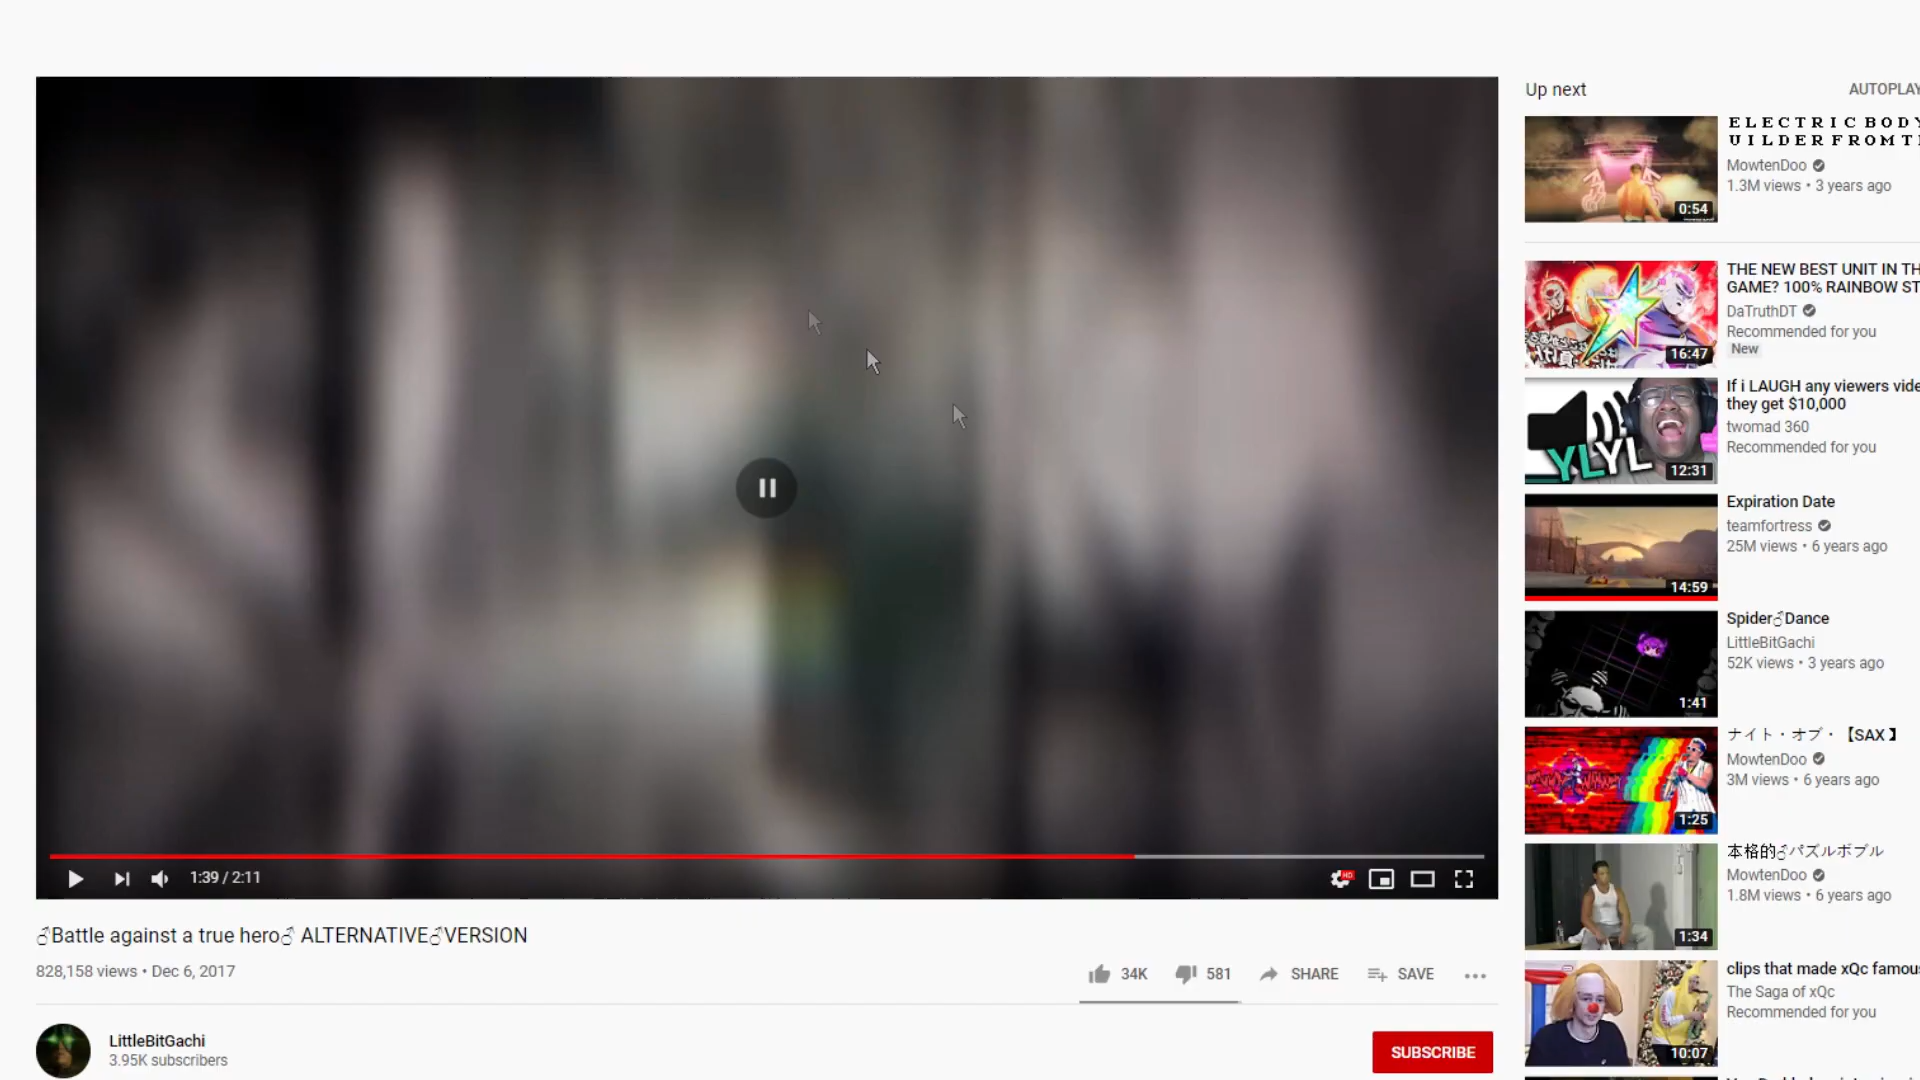 Up next
AUTOPLAY
E L E C T R I C B O D Y
U I L D E R F R O M T
MowtenDoo
1.3M views • 3 years ago
0:54
THE NEW BEST UNIT IN TH
GAME? 100% RAINBOW ST
DaTruthDT
Recommended for you
New
16:47
If i LAUGH any viewers vide
they get $10,000
twomad 360
Recommended for you
YLYL
12:31
Expiration Date
teamfortress
25M views • 6 years ago
14:59
Spider♂Dance
LittleBitGachi
52K views • 3 years ago
1:41
ナイト・オブ・【SAX】
MowtenDoo
3M views • 6 years ago
1:25
本格的♂パズルボブル
MowtenDoo
1.8M views • 6 years ago
1:34
clips that made xQc famou
The Saga of xQc
Recommended for you
10:07
1:39 / 2:11
HD
♂Battle against a true hero♂ ALTERNATIVE♂VERSION
828,158 views • Dec 6, 2017
34K
581
SHARE
SAVE
LittleBitGachi
3.95K subscribers
SUBSCRIBE